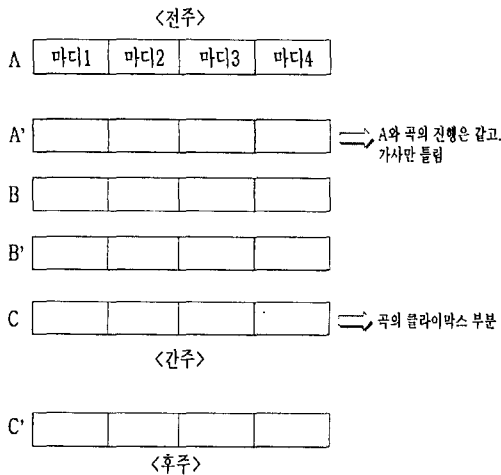 <전주>
A 마디1 마디2 마디3 마디4
A' A와 곡의 진행은 같고,
가사만 틀림
B
B'
C 곡의 클라이막스 부분
<간주>
C'
<후주>